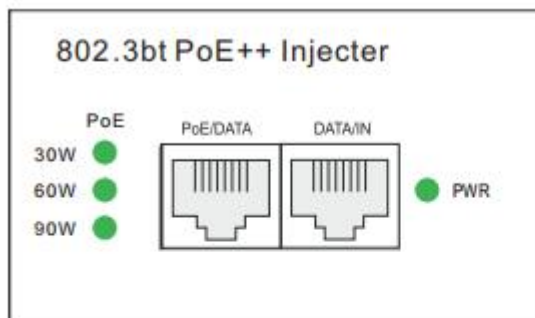 802.3bt PoE++ Injecter
PoE
PoE/DATA
DATA/IN
30W
60W
PWR
90W